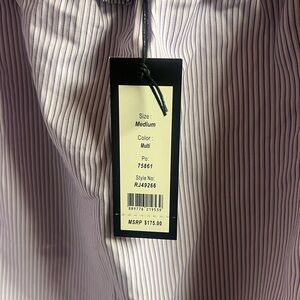 Size :
Medium
Color :
Multi
Po:
75861
Style No:
RJ49266
MSRP $175.00